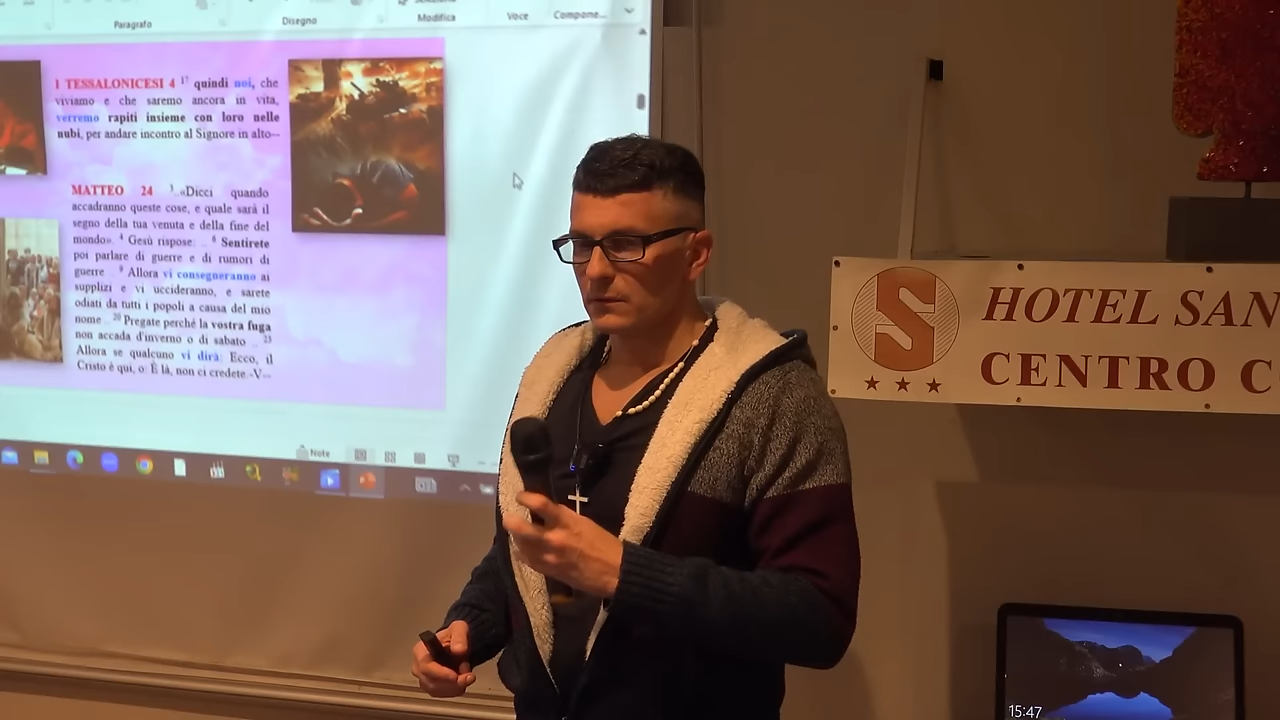 Paragrafo
Disegno
Modifica
Voce
Compone...
I TESSALONICESI 4 17 quindi noi, che
viviamo e che saremo ancora in vita,
verremo rapiti insieme con loro nelle
nubi, per andare incontro al Signore in alto--
MATTEO 24 3 «Dicci quando
accadranno queste cose, e quale sarà il
segno della tua venuta e della fine del
mondo». 4 Gesù rispose: .. 6 Sentirete
poi parlare di guerre e di rumori di
guerre .. 9 Allora vi consegneranno ai
supplizi e vi uccideranno, e sarete
odiati da tutti i popoli a causa del mio
nome .. 20 Pregate perché la vostra fuga
non accada d'inverno o di sabato .. 23
Allora se qualcuno vi dirà: Ecco, il
Cristo è qui, o: È là, non ci credete.-V--
Note
HOTEL SAN
CENTRO C
S
15:47